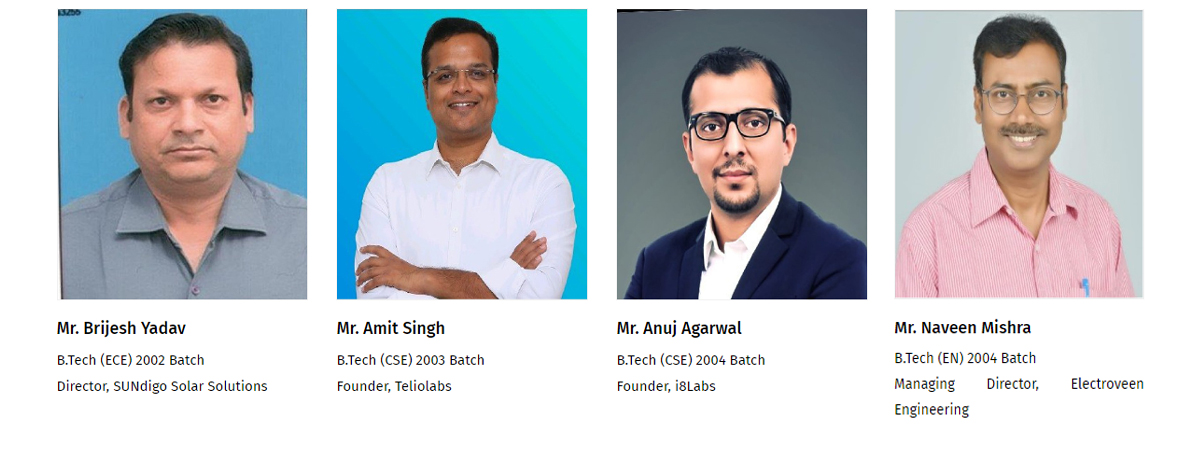 Mr. Brijesh Yadav
B.Tech (ECE) 2002 Batch
Director, SUNdigo Solar Solutions
Mr. Amit Singh
B.Tech (CSE) 2003 Batch
Founder, Teliolabs
Mr. Anuj Agarwal
B.Tech (CSE) 2004 Batch
Founder, i8Labs
Mr. Naveen Mishra
B.Tech (EN) 2004 Batch
Managing Director, Electroveen
Engineering